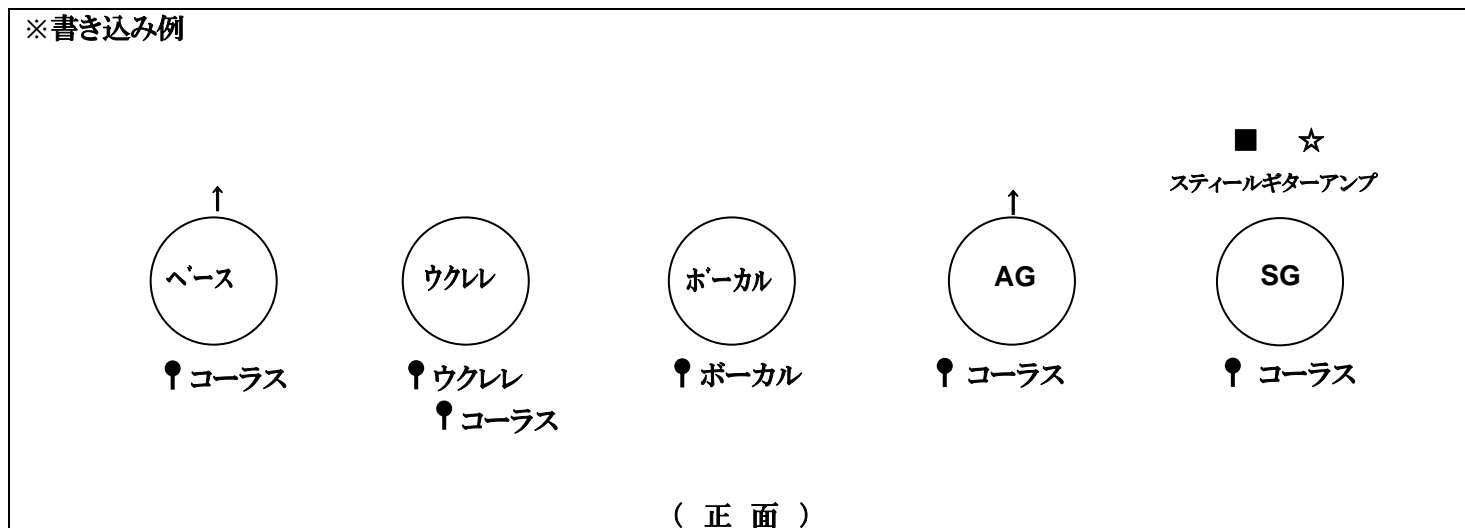 ※書き込み例
■ ☆
スティールギターアンプ
↑ ↑
ベース ウクレレ ボーカル AG SG
コーラス ウクレレ ボーカル コーラス コーラス
コーラス
( 正 面 )